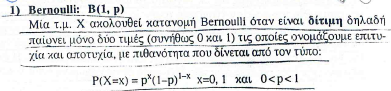 1) Bernoulli: B(1, p)
Μία τ.μ. Χ ακολουθεί κατανομή Bernoulli όταν είναι δίτιμη δηλαδή
παίρνει μόνο δύο τιμές (συνήθως 0 και 1) τις οποίες ονομάζουμε επιτυ-
χία και αποτυχία, με πιθανότητα που δίνεται από τον τύπο:
P(X=x) = pˣ(1-p)¹⁻ˣ x=0, 1 και 0<p<1